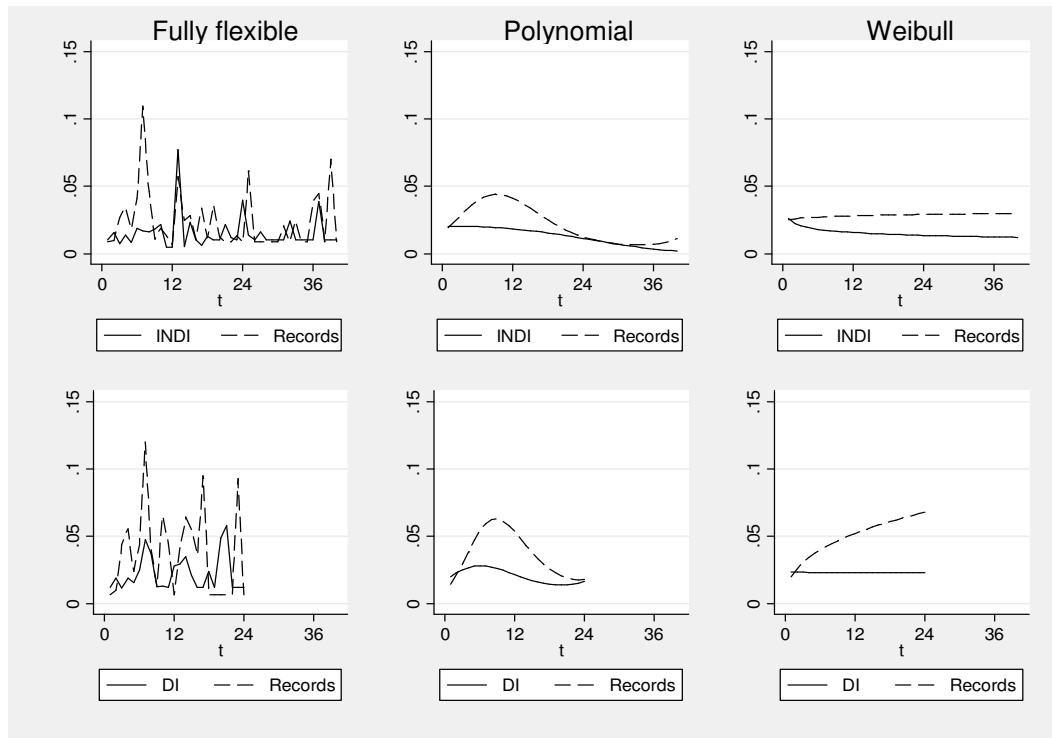 Fully flexible
Polynomial
Weibull
.15
.1
.05
0
0 12 24 36
t
INDI Records
.15
.1
.05
0
0 12 24 36
t
INDI Records
.15
.1
.05
0
0 12 24 36
t
INDI Records
.15
.1
.05
0
0 12 24 36
t
DI Records
.15
.1
.05
0
0 12 24 36
t
DI Records
.15
.1
.05
0
0 12 24 36
t
DI Records